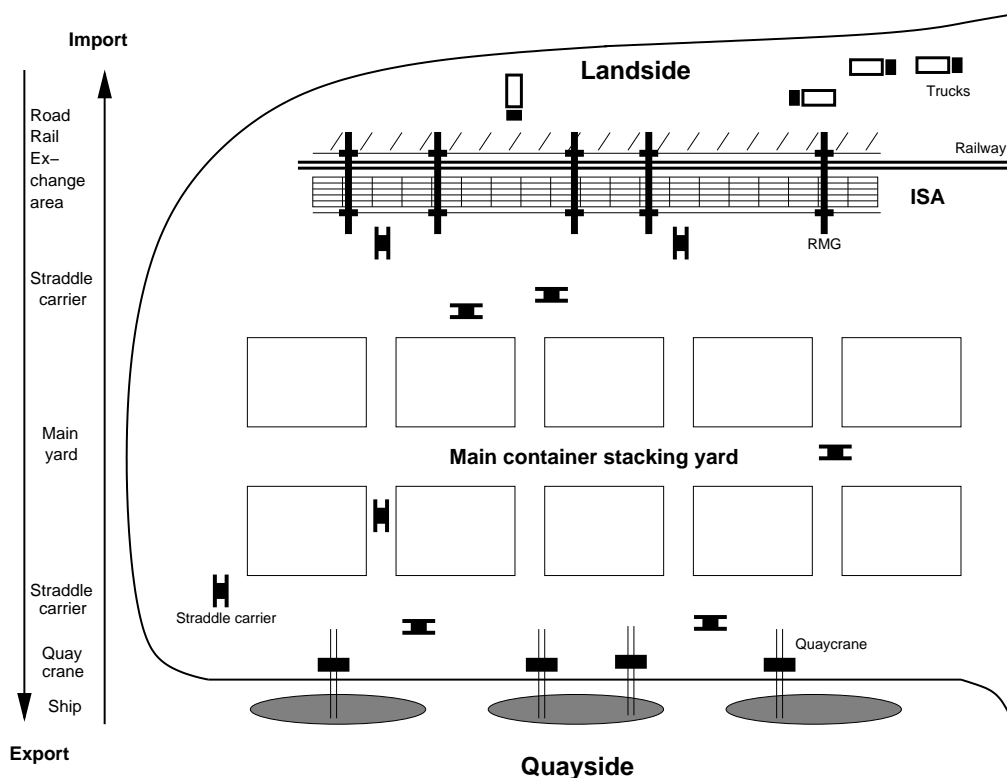 Import
Landside
Trucks
Road
Rail
Ex–
change
area
Railway
ISA
RMG
Straddle
carrier
Main
yard
Main container stacking yard
Straddle
carrier
Straddle carrier
Quay
crane
Quaycrane
Ship
Export
Quayside